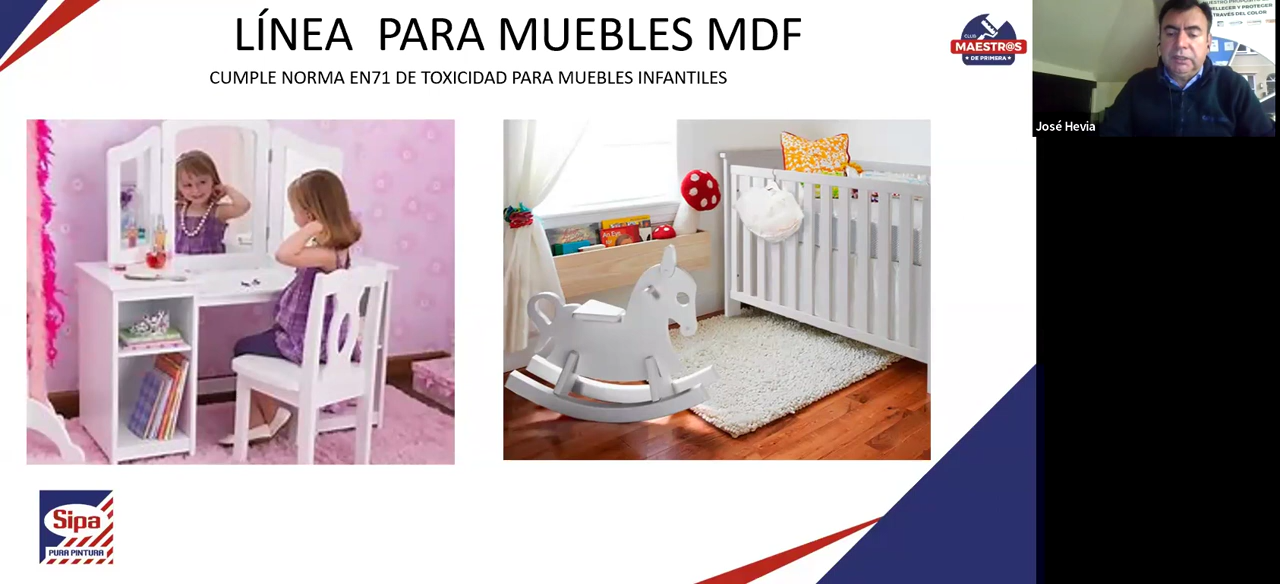 LÍNEA PARA MUEBLES MDF
CUMPLE NORMA EN71 DE TOXICIDAD PARA MUEBLES INFANTILES
CLUB
MAESTR@S
DE PRIMERA
José Hevia
Sipa
PURA PINTURA